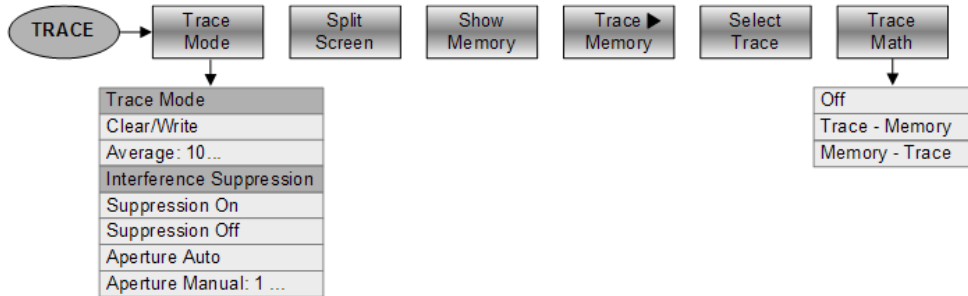 TRACE
Trace
Mode
Split
Screen
Show
Memory
Trace ▶
Memory
Select
Trace
Trace
Math
Trace Mode
Clear/Write
Average: 10...
Interference Suppression
Suppression On
Suppression Off
Aperture Auto
Aperture Manual: 1 ...
Off
Trace - Memory
Memory - Trace